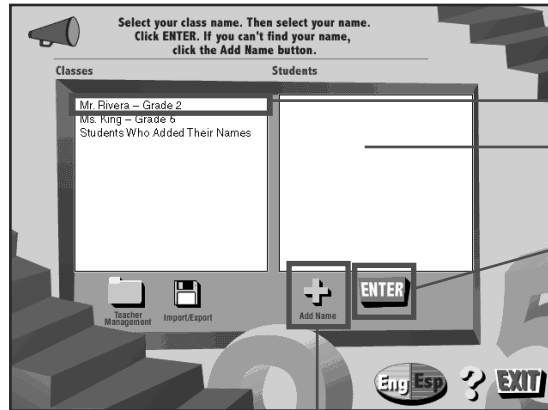 Select your class name. Then select your name.
Click ENTER. If you can't find your name,
click the Add Name button.
Classes
Students
Mr. Rivera – Grade 2
Ms. King – Grade 5
Students Who Added Their Names
Teacher
Management
Import/Export
Add Name
ENTER
Eng Esp
?
EXIT